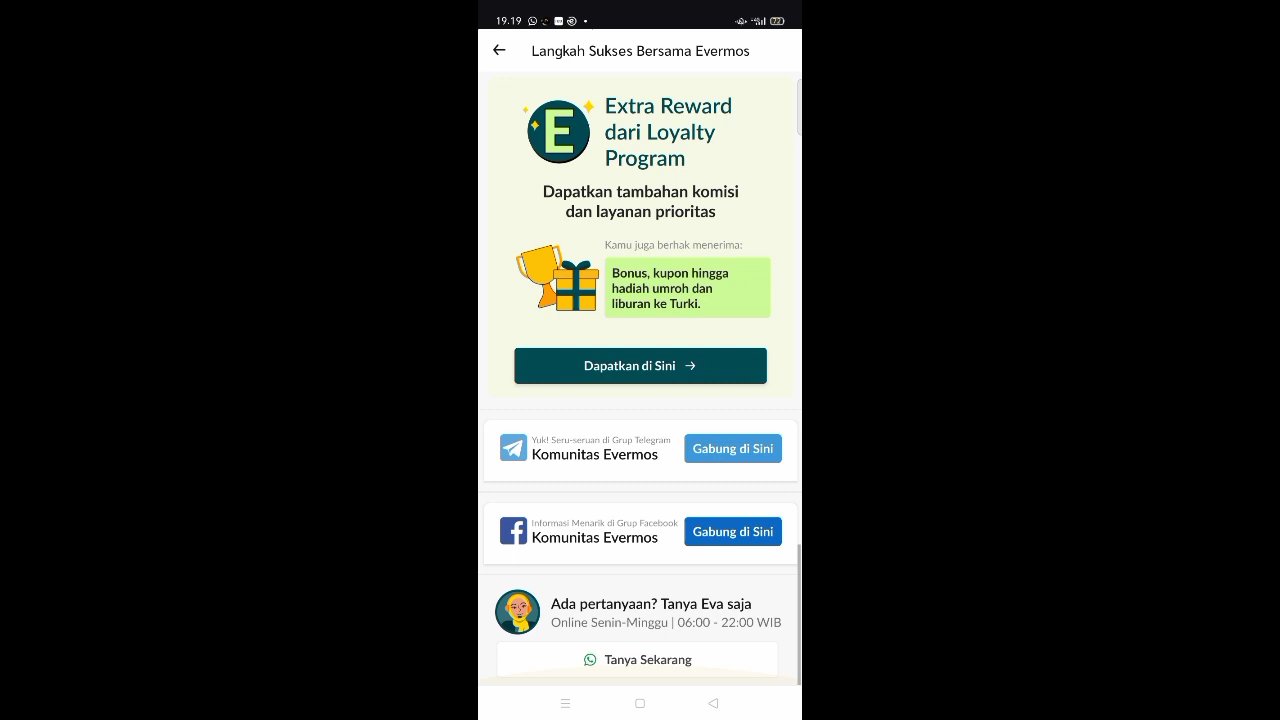 19.19
72
Langkah Sukses Bersama Evermos
E
Extra Reward
dari Loyalty
Program
Dapatkan tambahan komisi
dan layanan prioritas
Kamu juga berhak menerima:
Bonus, kupon hingga
hadiah umroh dan
liburan ke Turki.
Dapatkan di Sini
Yuk! Seru-seruan di Grup Telegram
Komunitas Evermos
Gabung di Sini
Informasi Menarik di Grup Facebook
Komunitas Evermos
Gabung di Sini
Ada pertanyaan? Tanya Eva saja
Online Senin-Minggu | 06:00 - 22:00 WIB
Tanya Sekarang